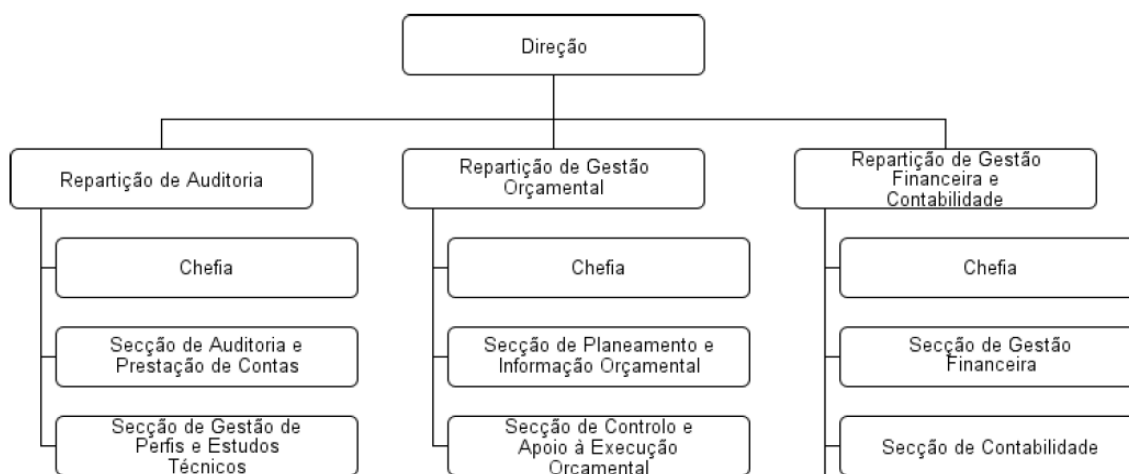 Direção
Repartição de Auditoria
Repartição de Gestão
Orçamental
Repartição de Gestão
Financeira e
Contabilidade
Chefia
Chefia
Chefia
Secção de Auditoria e
Prestação de Contas
Secção de Planeamento e
Informação Orçamental
Secção de Gestão
Financeira
Secção de Gestão de
Perfis e Estudos
Técnicos
Secção de Controlo e
Apoio à Execução
Orçamental
Secção de Contabilidade